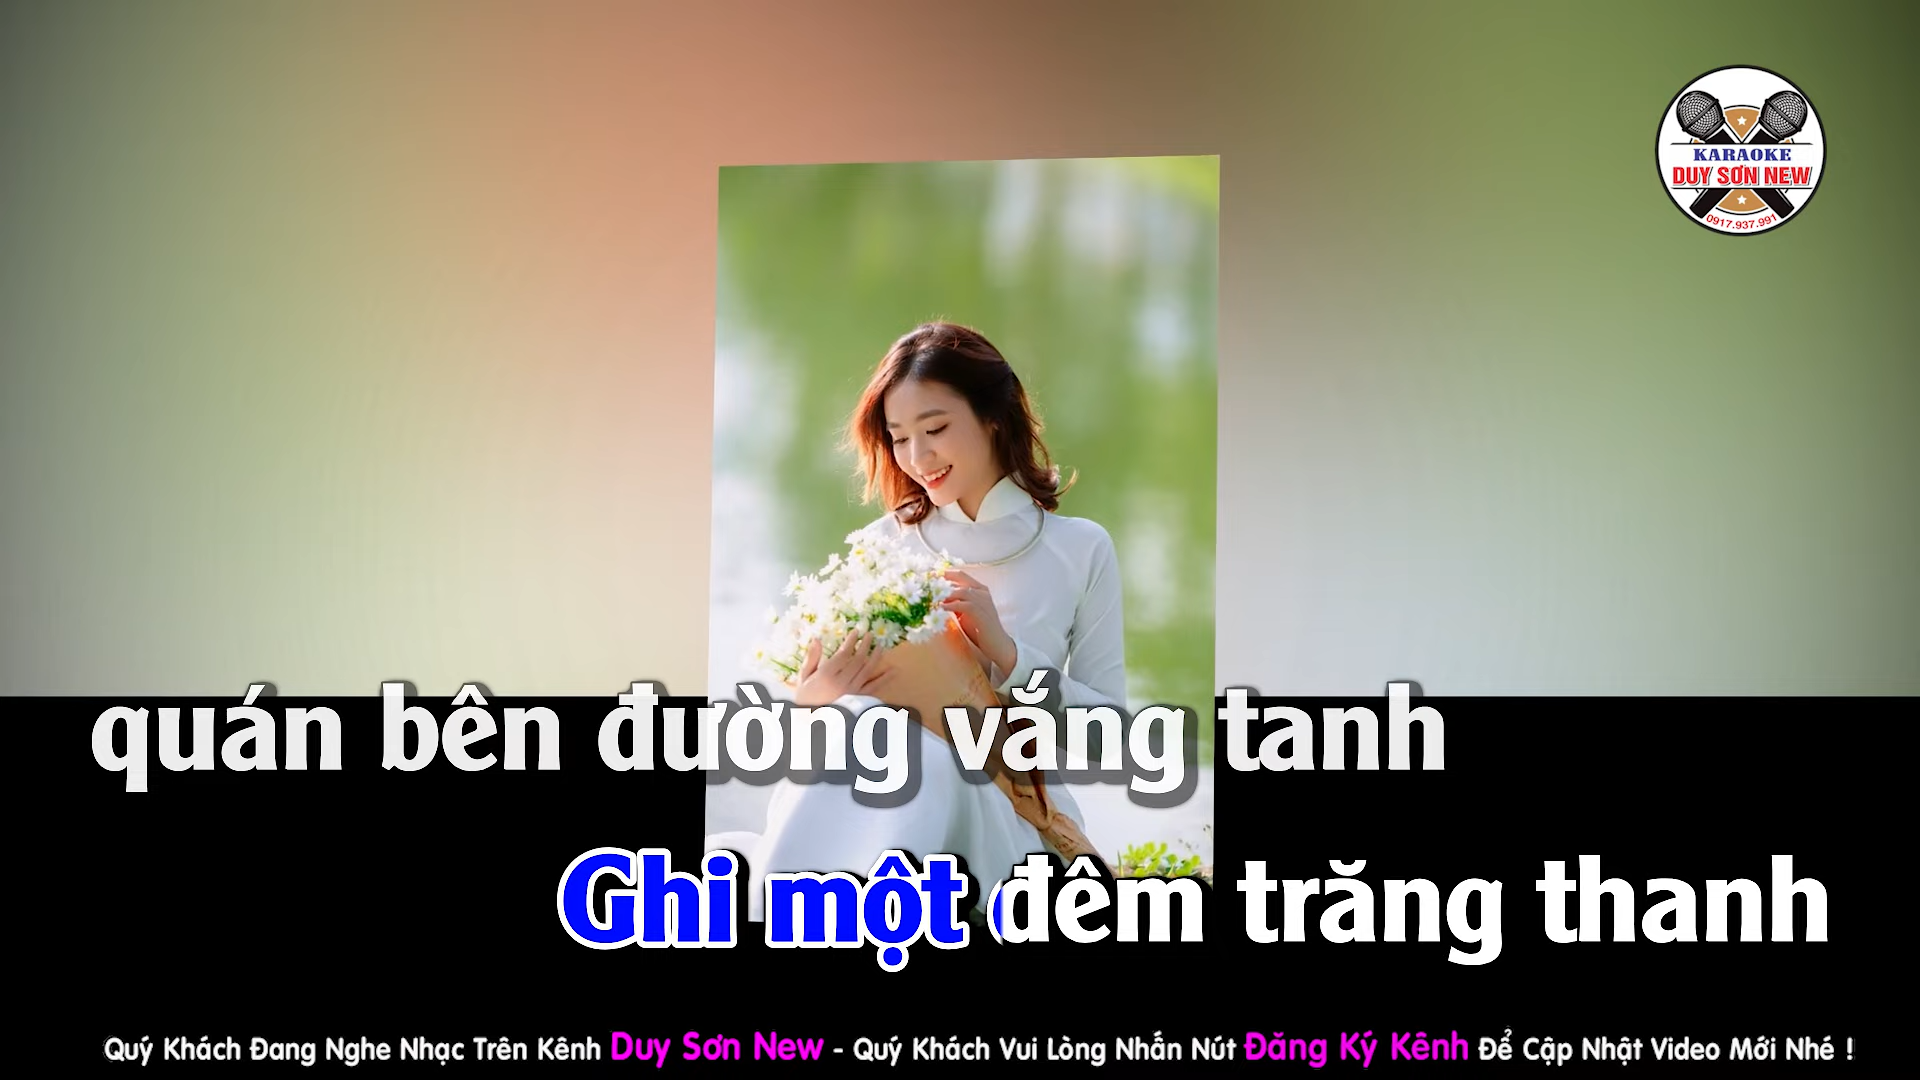 KARAOKE
DUY SƠN NEW
0917.937.991
quán bên đường vắng tanh
Ghi một đêm trăng thanh
Quý Khách Đang Nghe Nhạc Trên Kênh Duy Sơn New - Quý Khách Vui Lòng Nhấn Nút Đăng Ký Kênh Để Cập Nhật Video Mới Nhé !